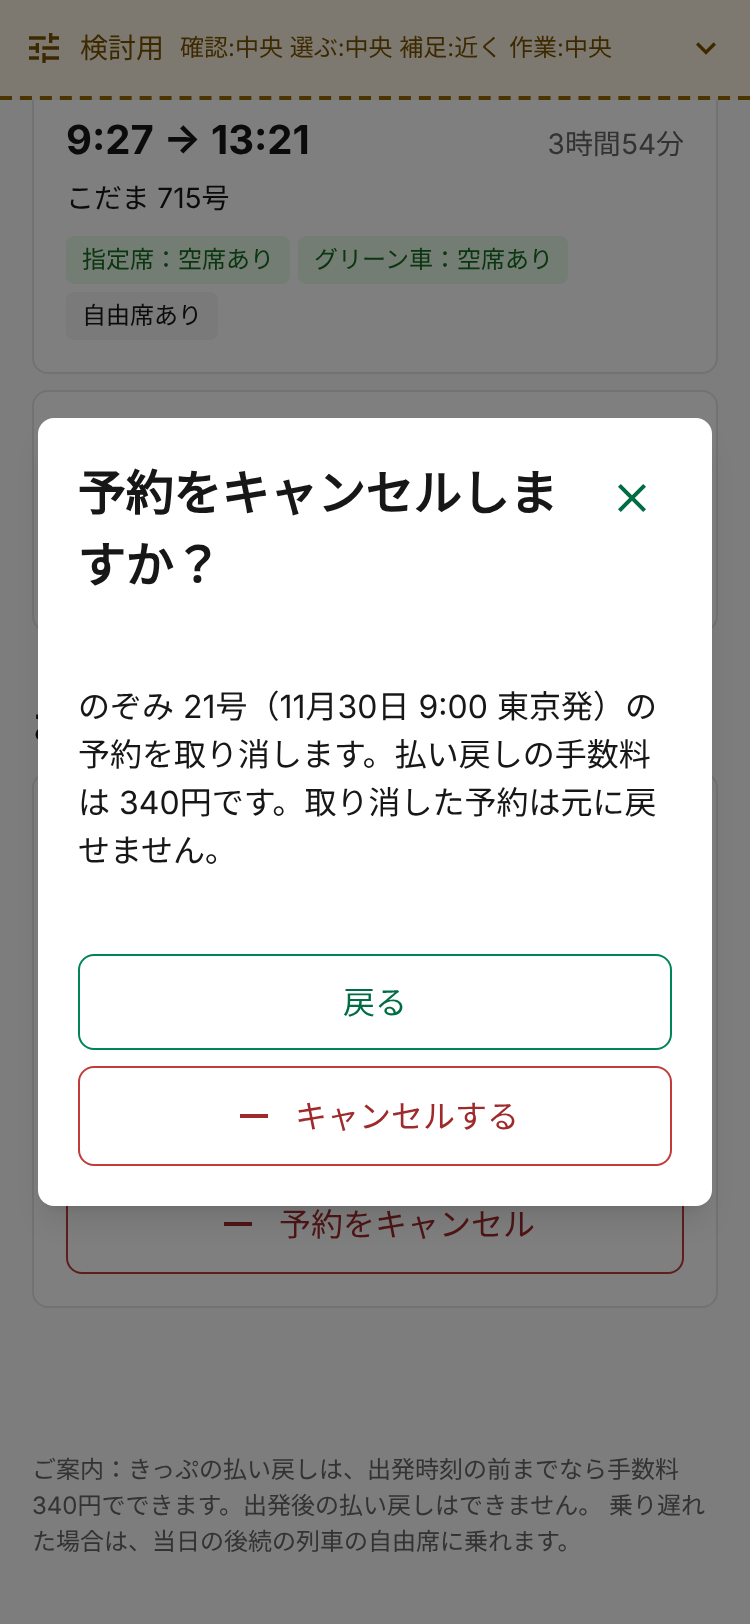 検討用 確認:中央 選ぶ:中央 補足:近く 作業:中央
9:27 → 13:21 3時間54分
こだま 715号
指定席：空席あり グリーン車：空席あり
自由席あり
予約をキャンセルしま
すか？
のぞみ 21号（11月30日 9:00 東京発）の
予約を取り消します。払い戻しの手数料
は 340円です。取り消した予約は元に戻
せません。
戻る
キャンセルする
予約をキャンセル
ご案内：きっぷの払い戻しは、出発時刻の前までなら手数料
340円でできます。出発後の払い戻しはできません。 乗り遅れ
た場合は、当日の後続の列車の自由席に乗れます。